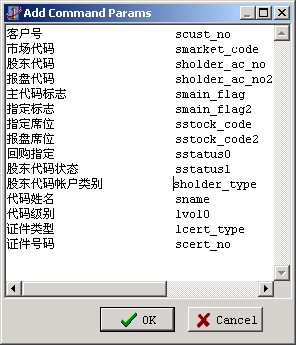 Add Command Params
客户号 scust_no
市场代码 smarket_code
股东代码 sholder_ac_no
报盘代码 sholder_ac_no2
主代码标志 smain_flag
指定标志 smain_flag2
指定席位 sstock_code
报盘席位 sstock_code2
回购指定 sstatus0
股东代码状态 sstatus1
股东代码帐户类别 sholder_type
代码姓名 sname
代码级别 lvol0
证件类型 lcert_type
证件号码 scert_no
OK Cancel